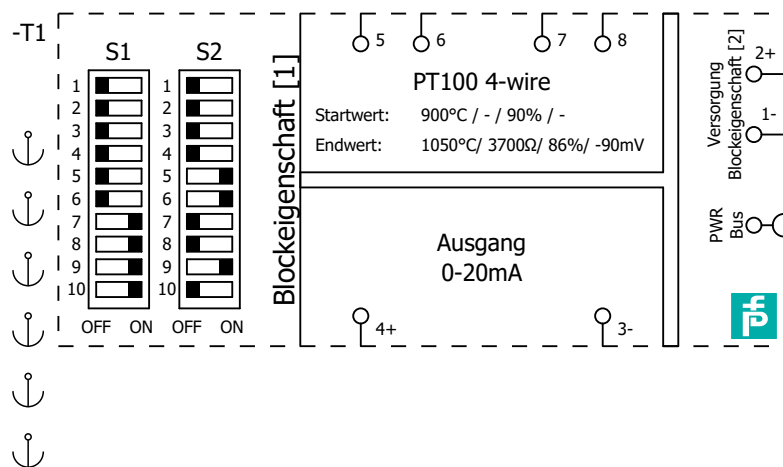 -T1
S1 S2
1 1
2 2
3 3
4 4
5 5
6 6
7 7
8 8
9 9
10 10
OFF ON OFF ON
Blockeigenschaft [1]
5 6 7 8
PT100 4-wire
Startwert: 900°C / - / 90% / -
Endwert: 1050°C/ 3700Ω/ 86%/ -90mV
Ausgang
0-20mA
4+ 3-
Versorgung
Blockeigenschaft [2]
2+
1-
PWR
Bus